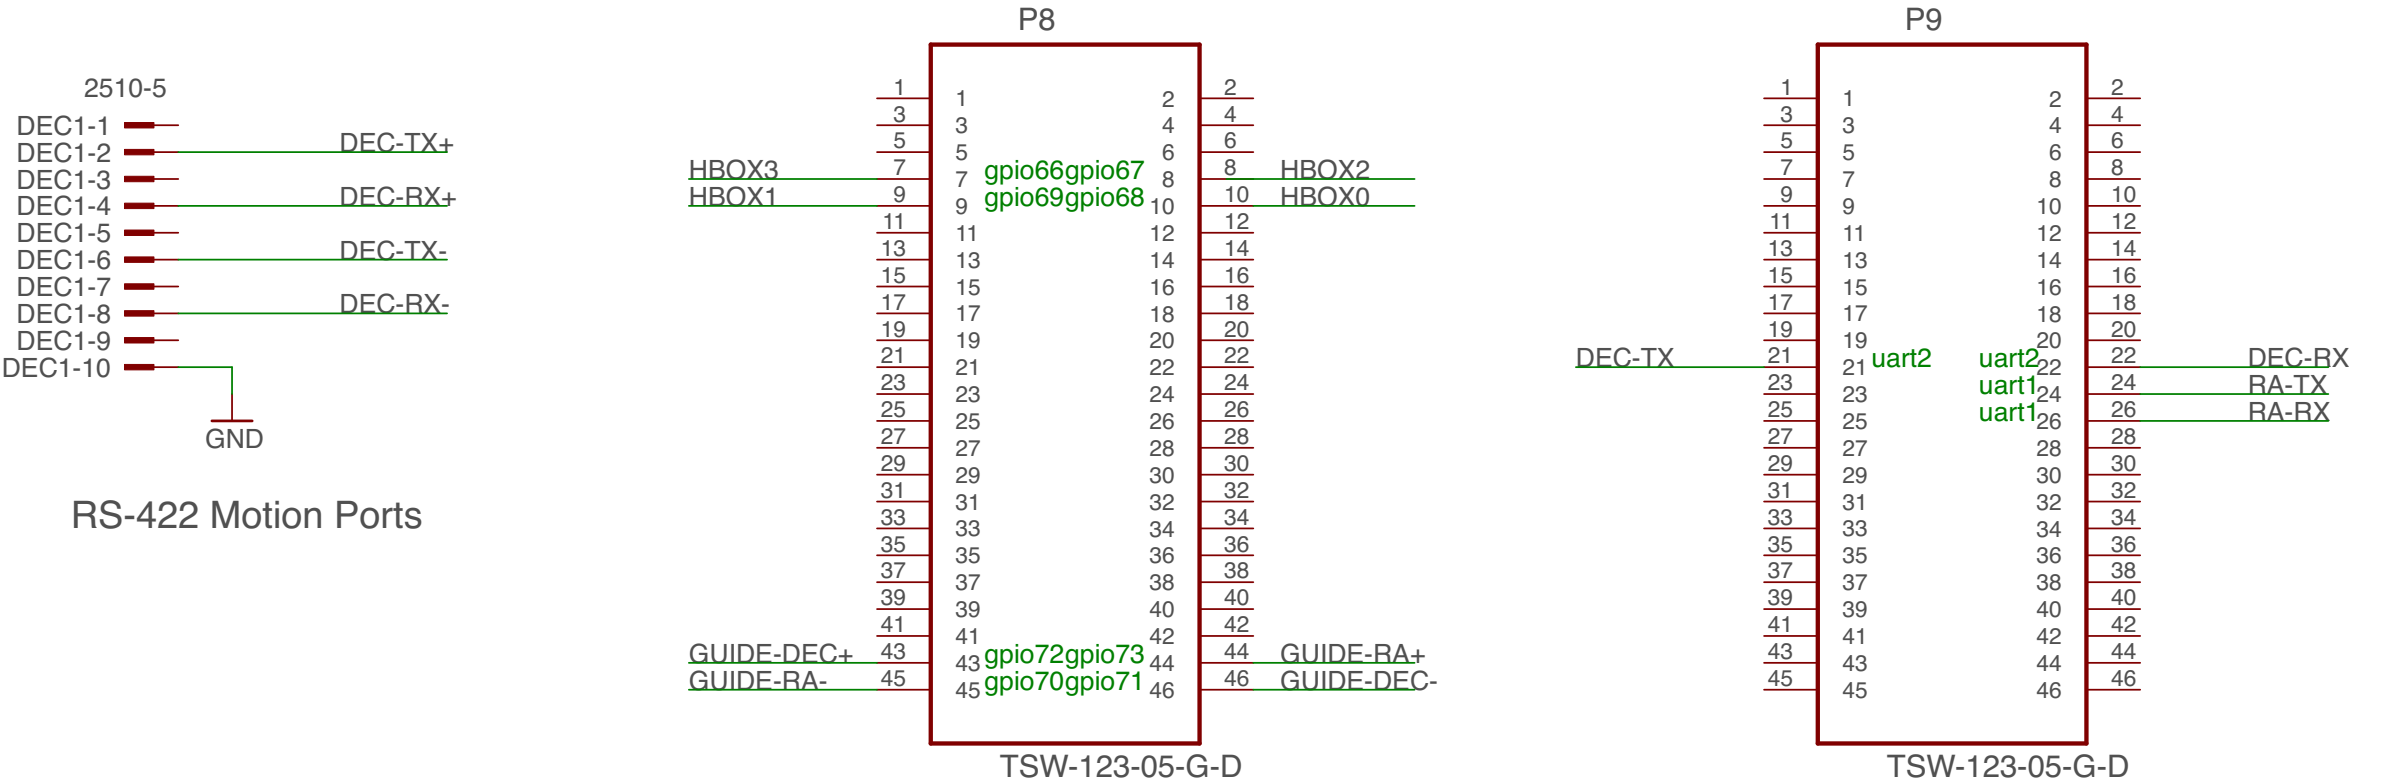 2510-5
DEC1-1
DEC1-2 DEC-TX+
DEC1-3
DEC1-4 DEC-RX+
DEC1-5
DEC1-6 DEC-TX-
DEC1-7
DEC1-8 DEC-RX-
DEC1-9
DEC1-10
GND
RS-422 Motion Ports
P8
1 1 2 2
3 3 4 4
5 5 6 6
HBOX3 7 7 gpio66gpio67 8 8 HBOX2
HBOX1 9 9 gpio69gpio68 10 10 HBOX0
11 11 12 12
13 13 14 14
15 15 16 16
17 17 18 18
19 19 20 20
21 21 22 22
23 23 24 24
25 25 26 26
27 27 28 28
29 29 30 30
31 31 32 32
33 33 34 34
35 35 36 36
37 37 38 38
39 39 40 40
41 41 42 42
GUIDE-DEC+ 43 43 gpio72gpio73 44 44 GUIDE-RA+
GUIDE-RA- 45 45 gpio70gpio71 46 46 GUIDE-DEC-
TSW-123-05-G-D
P9
1 1 2 2
3 3 4 4
5 5 6 6
7 7 8 8
9 9 10 10
11 11 12 12
13 13 14 14
15 15 16 16
17 17 18 18
19 19 20 20
DEC-TX 21 21 uart2 uart2 22 22 DEC-RX
23 23 uart1 24 24 RA-TX
25 25 uart1 26 26 RA-RX
27 27 28 28
29 29 30 30
31 31 32 32
33 33 34 34
35 35 36 36
37 37 38 38
39 39 40 40
41 41 42 42
43 43 44 44
45 45 46 46
TSW-123-05-G-D